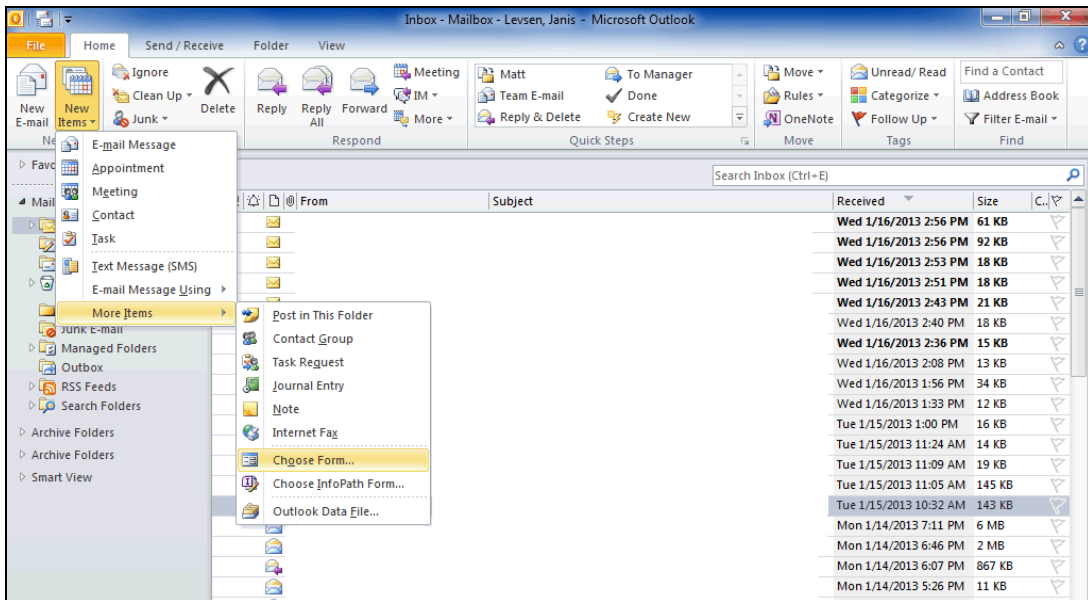 Inbox - Mailbox - Levsen, Janis - Microsoft Outlook
File Home Send / Receive Folder View
New E-mail
New Items
Ignore
Clean Up
Junk
Delete
Reply
Reply All
Forward
Meeting
IM
More
Respond
Matt
Team E-mail
Reply & Delete
To Manager
Done
Create New
Quick Steps
Move
Rules
OneNote
Move
Unread/ Read
Categorize
Follow Up
Tags
Find a Contact
Address Book
Filter E-mail
Find
Ne
E-mail Message
Appointment
Meeting
Contact
Task
Text Message (SMS)
E-mail Message Using
More Items
Post in This Folder
Contact Group
Task Request
Journal Entry
Note
Internet Fax
Choose Form...
Choose InfoPath Form...
Outlook Data File...
Favo
Mail
Junk E-mail
Managed Folders
Outbox
RSS Feeds
Search Folders
Archive Folders
Archive Folders
Smart View
Search Inbox (Ctrl+E)
From Subject Received Size C..
Wed 1/16/2013 2:56 PM 61 KB
Wed 1/16/2013 2:56 PM 92 KB
Wed 1/16/2013 2:53 PM 18 KB
Wed 1/16/2013 2:51 PM 18 KB
Wed 1/16/2013 2:43 PM 21 KB
Wed 1/16/2013 2:40 PM 18 KB
Wed 1/16/2013 2:36 PM 15 KB
Wed 1/16/2013 2:08 PM 13 KB
Wed 1/16/2013 1:56 PM 34 KB
Wed 1/16/2013 1:33 PM 12 KB
Tue 1/15/2013 1:00 PM 16 KB
Tue 1/15/2013 11:24 AM 14 KB
Tue 1/15/2013 11:09 AM 19 KB
Tue 1/15/2013 11:05 AM 145 KB
Tue 1/15/2013 10:32 AM 143 KB
Mon 1/14/2013 7:11 PM 6 MB
Mon 1/14/2013 6:46 PM 2 MB
Mon 1/14/2013 6:07 PM 867 KB
Mon 1/14/2013 5:26 PM 11 KB